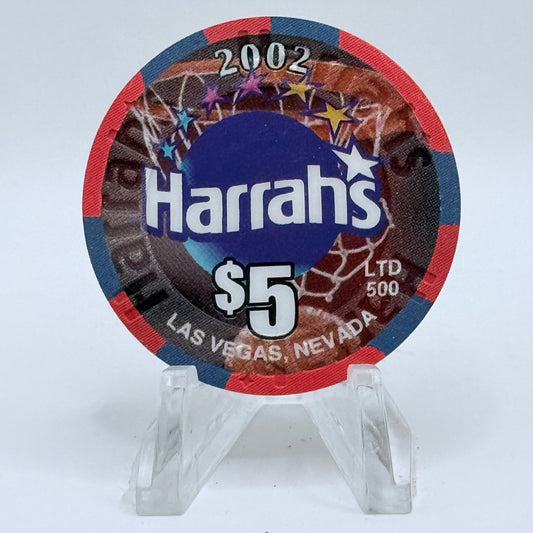 2002
Harrah's
$5
LTD
500
LAS VEGAS, NEVADA